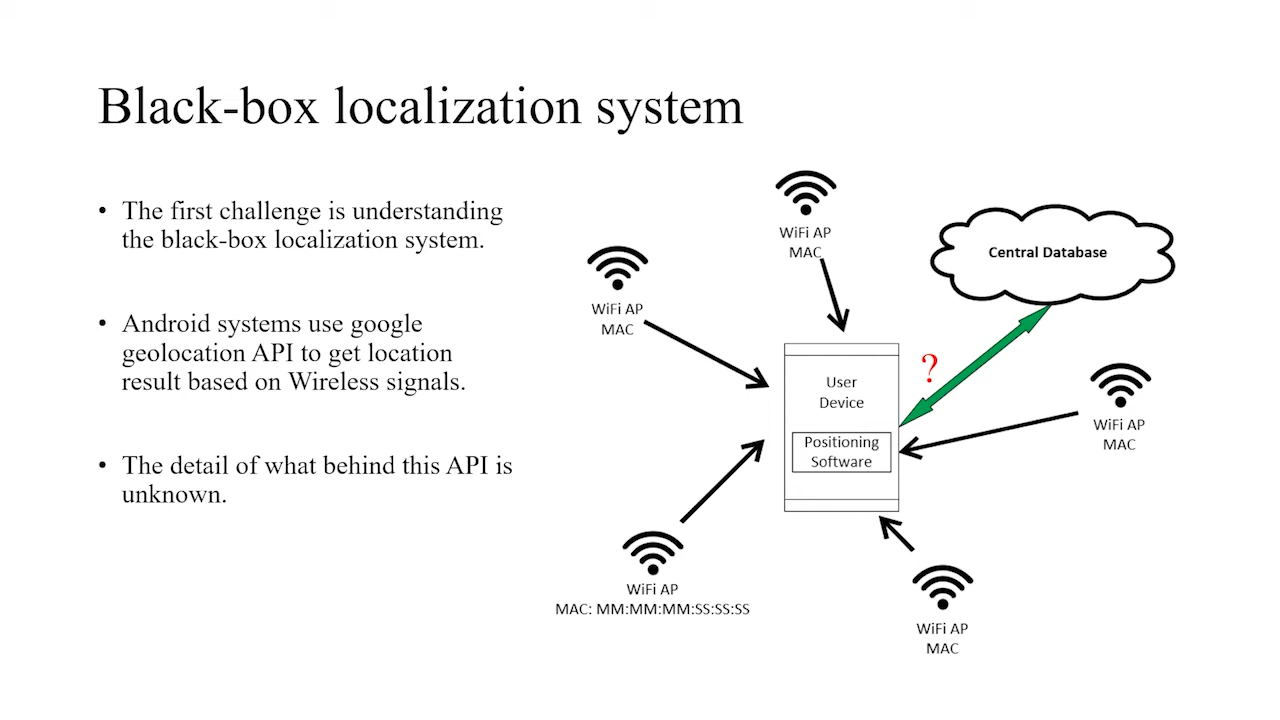 Black-box localization system
• The first challenge is understanding
the black-box localization system.
• Android systems use google
geolocation API to get location
result based on Wireless signals.
• The detail of what behind this API is
unknown.
WiFi AP
MAC
Central Database
WiFi AP
MAC
?
User
Device
Positioning
Software
WiFi AP
MAC
WiFi AP
MAC: MM:MM:MM:SS:SS:SS
WiFi AP
MAC